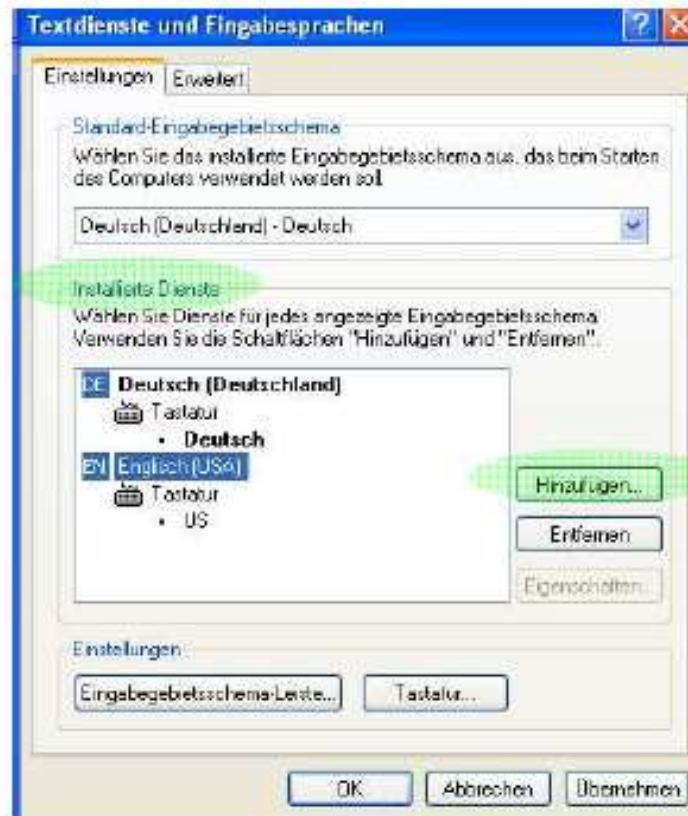 Textdienste und Eingabesprachen
Einstellungen Erweitert
Standard-Eingabegebietsschema
Wählen Sie das installierte Eingabegebietsschema aus, das beim Starten
des Computers verwendet werden soll.
Deutsch (Deutschland) - Deutsch
Installierte Dienste
Wählen Sie Dienste für jedes angezeigte Eingabegebietsschema.
Verwenden Sie die Schaltflächen "Hinzufügen" und "Entfernen".
DE Deutsch (Deutschland)
Tastatur
• Deutsch
EN Englisch (USA)
Tastatur
• US
Hinzufügen...
Entfernen
Eigenschaften...
Einstellungen
Eingabegebietsschema-Leiste... Tastatur...
OK Abbrechen Übernehmen